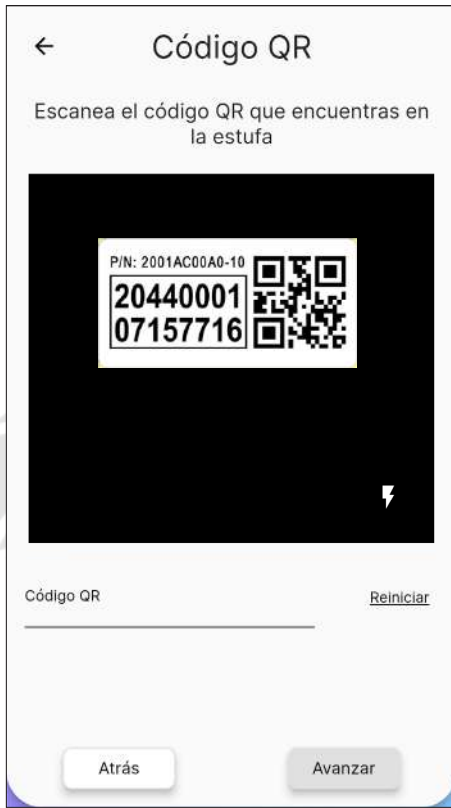 Código QR
Escanea el código QR que encuentras en
la estufa
P/N: 2001AC00A0-10
20440001
07157716
Código QR
Reiniciar
Atrás
Avanzar